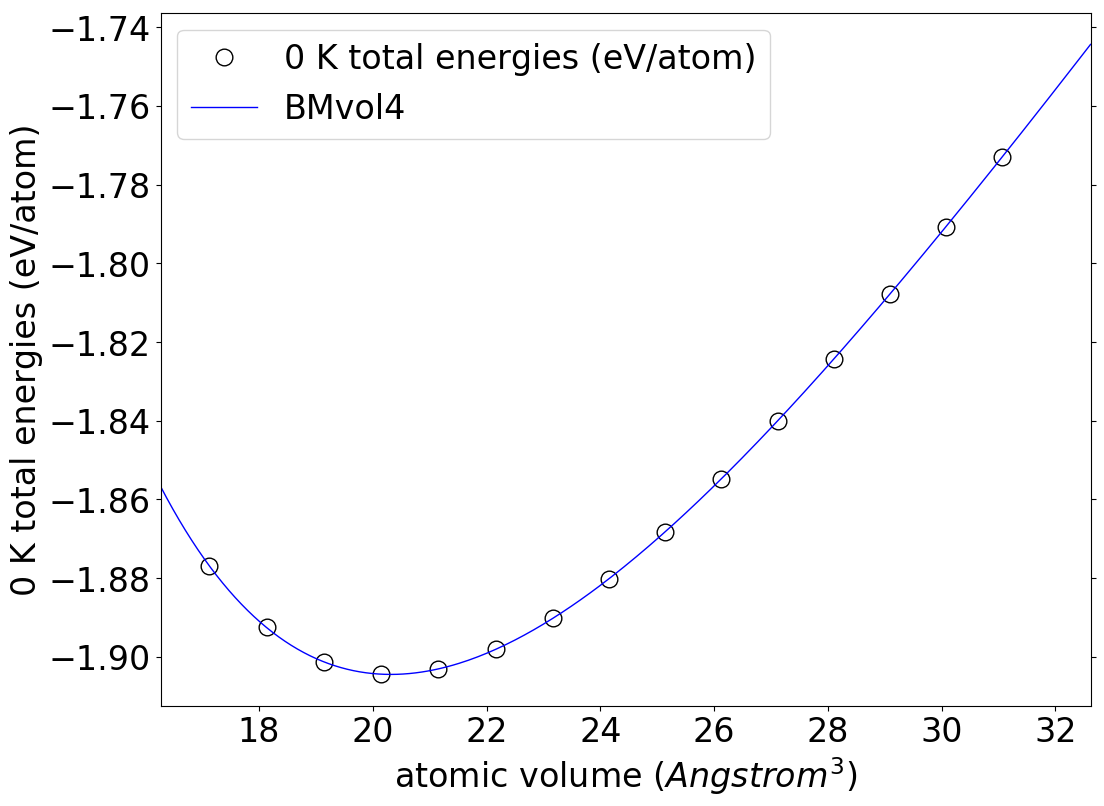 0 K total energies (eV/atom)
BMvol4
0 K total energies (eV/atom)
−1.74
−1.76
−1.78
−1.80
−1.82
−1.84
−1.86
−1.88
−1.90
18 20 22 24 26 28 30 32
atomic volume (Angstrom³)